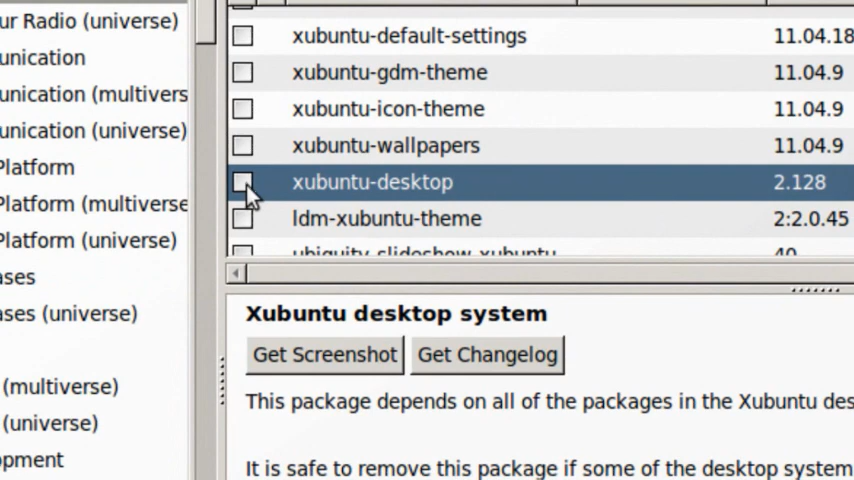 ur Radio (universe)
unication
unication (multivers
unication (universe)
Platform
Platform (multiverse
Platform (universe)
ases
ases (universe)
(multiverse)
(universe)
opment
xubuntu-default-settings 11.04.18
xubuntu-gdm-theme 11.04.9
xubuntu-icon-theme 11.04.9
xubuntu-wallpapers 11.04.9
xubuntu-desktop 2.128
ldm-xubuntu-theme 2:2.0.45
ubiquity-slideshow-xubuntu 40
Xubuntu desktop system
Get Screenshot Get Changelog
This package depends on all of the packages in the Xubuntu des
It is safe to remove this package if some of the desktop system